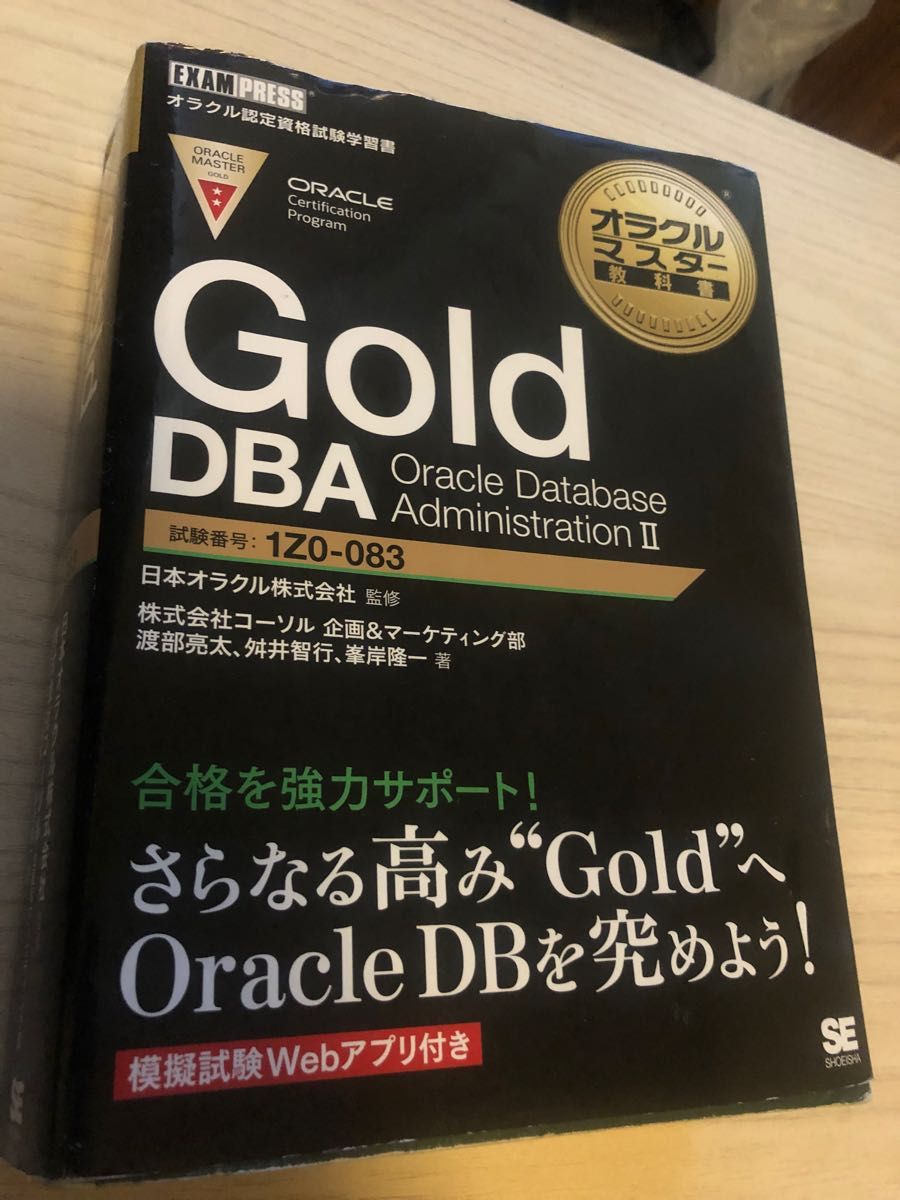 EXAMPRESS®
オラクル認定資格試験学習書
ORACLE
MASTER
GOLD
ORACLE
Certification
Program
オラクル
マスター
教科書
®
Gold
DBA
Oracle Database
Administration II
試験番号: 1Z0-083
日本オラクル株式会社 監修
株式会社コーソル 企画&マーケティング部
渡部亮太、舛井智行、峯岸隆一 著
合格を強力サポート!
さらなる高み“Gold”へ
Oracle DBを究めよう!
模擬試験Webアプリ付き
SE
SHOEISHA